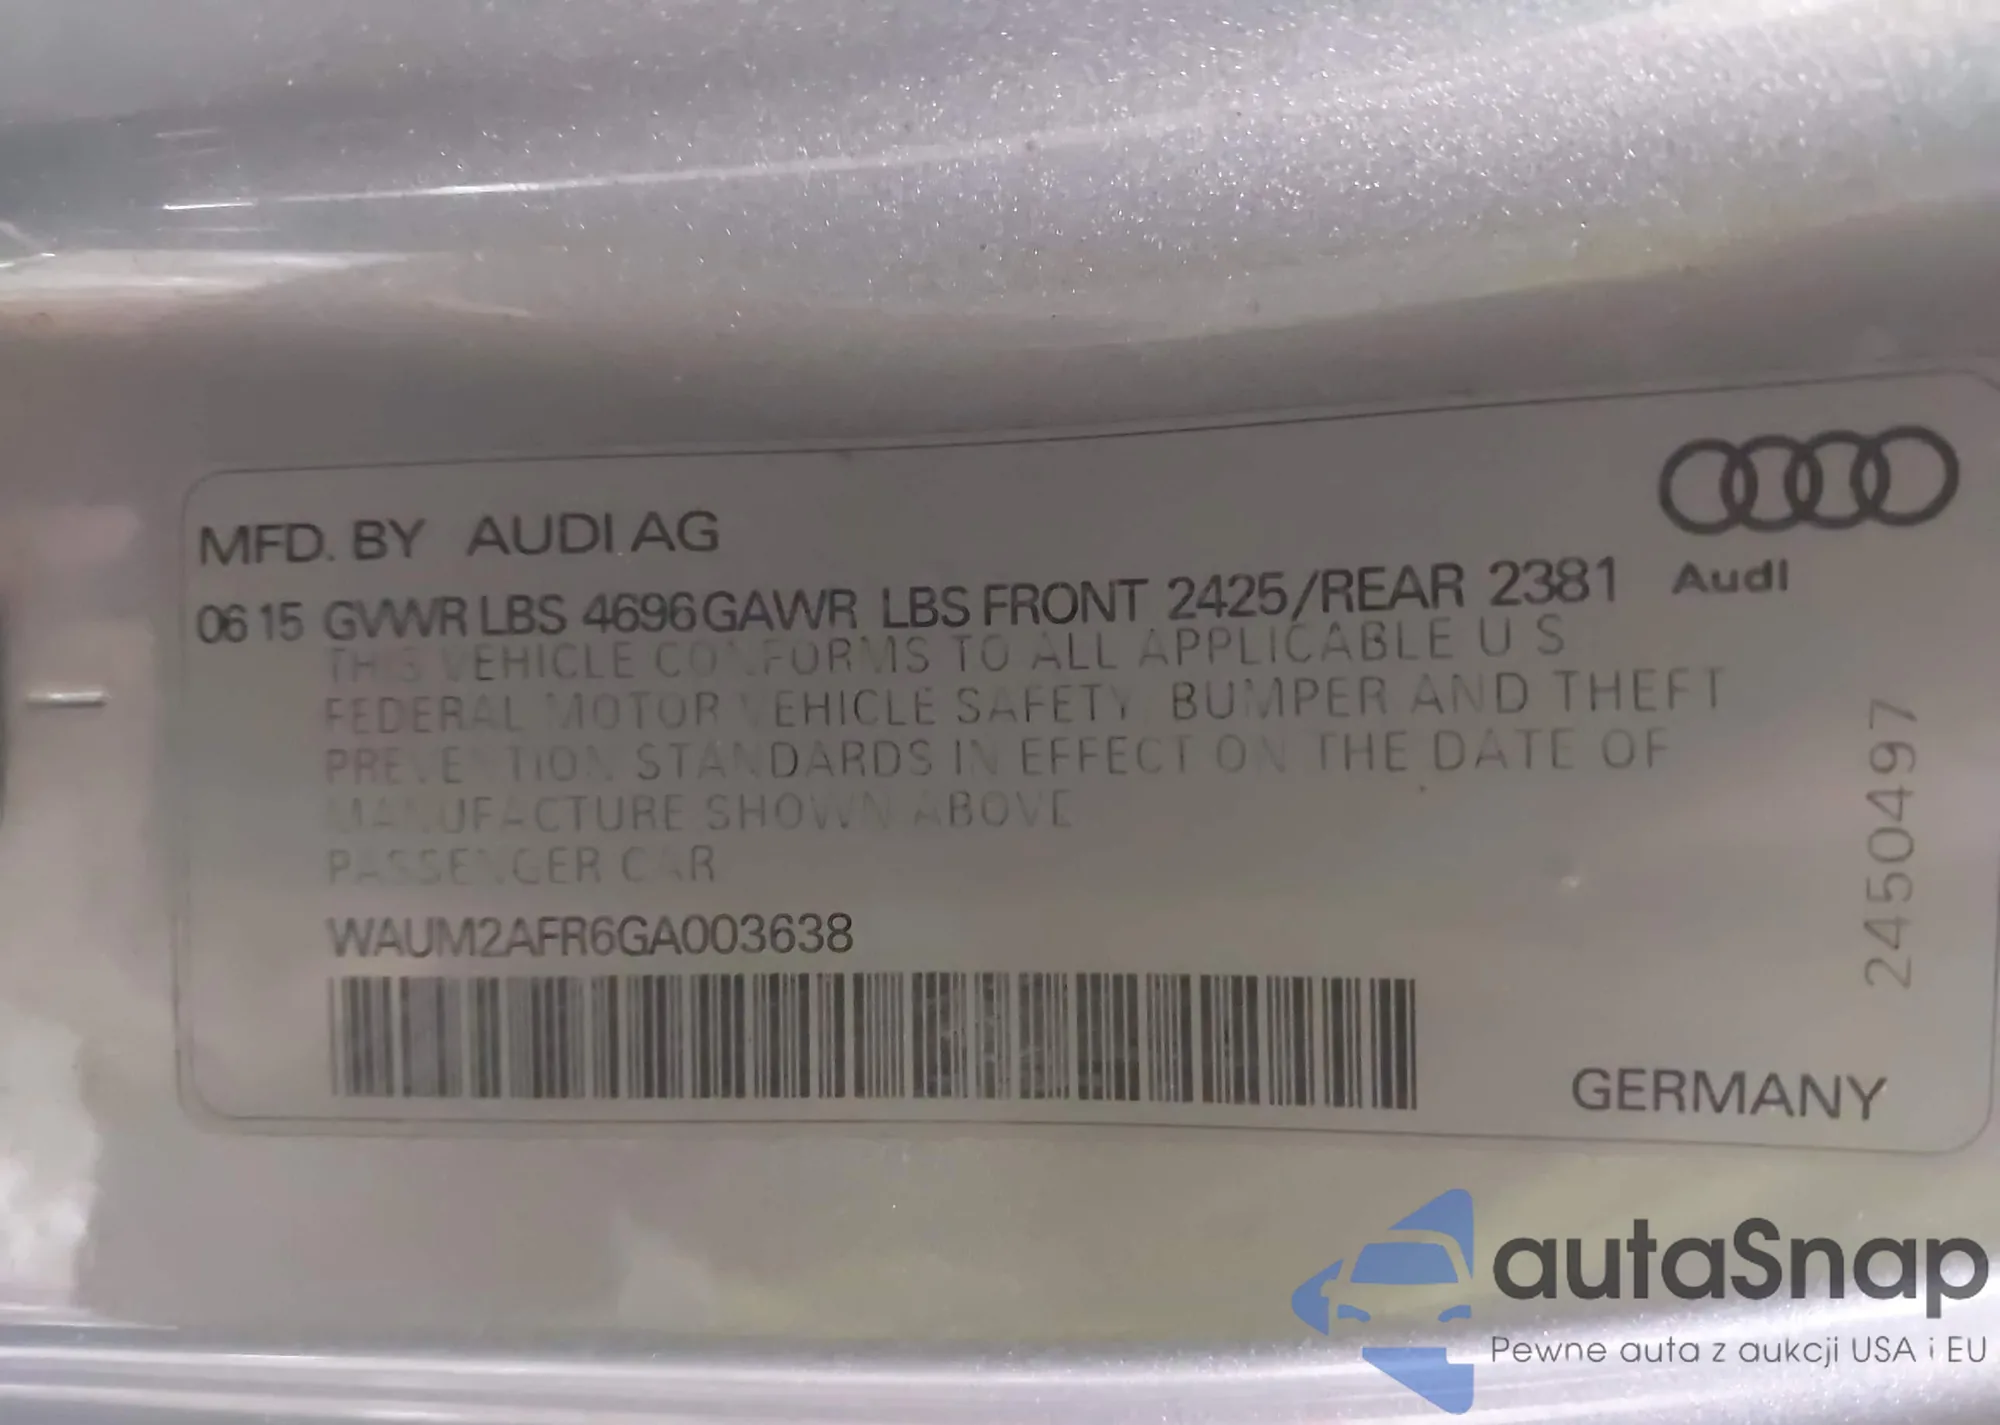 MFD. BY AUDI AG
06 15 GVWR LBS 4696 GAWR LBS FRONT 2425/REAR 2381
Audi
THIS VEHICLE CONFORMS TO ALL APPLICABLE U S
FEDERAL MOTOR VEHICLE SAFETY BUMPER AND THEFT
PREVENTION STANDARDS IN EFFECT ON THE DATE OF
MANUFACTURE SHOWN ABOVE
PASSENGER CAR
WAUM2AFR6GA003638
2450497
GERMANY
autaSnap
Pewne auta z aukcji USA i EU